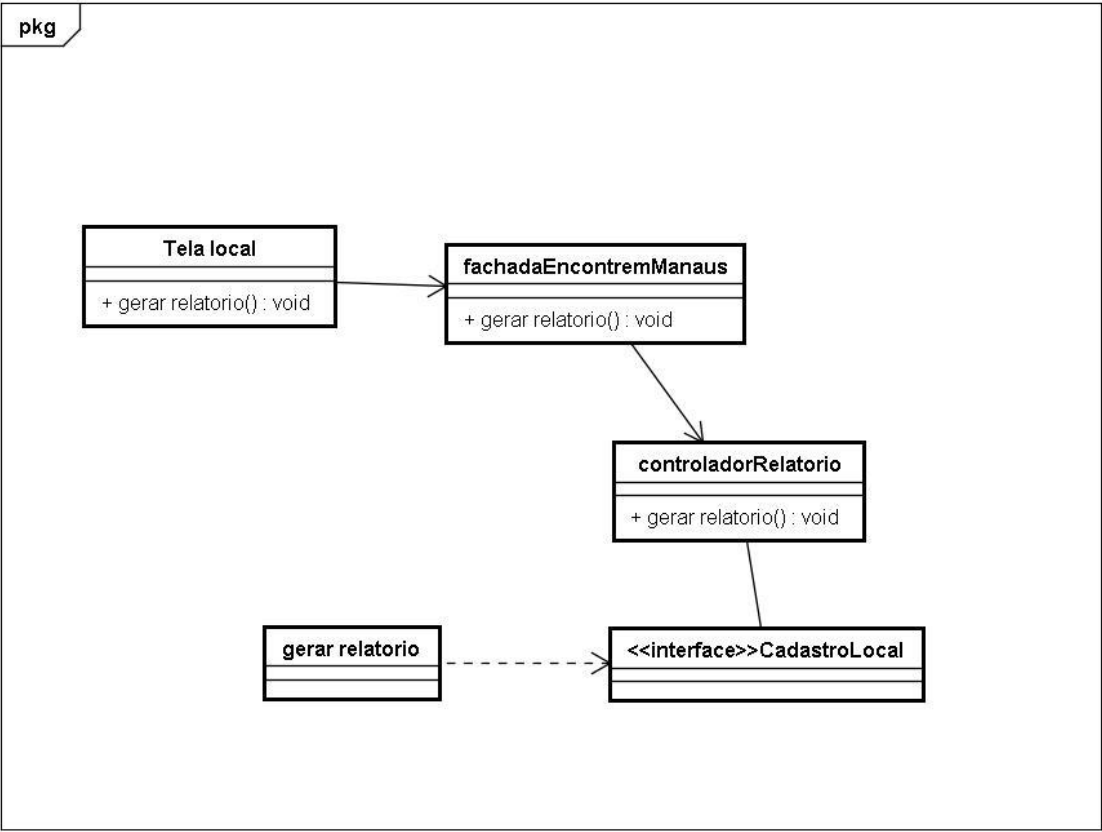 pkg
Tela local
+ gerar relatorio() : void
fachadaEncontremManaus
+ gerar relatorio() : void
controladorRelatorio
+ gerar relatorio() : void
gerar relatorio
<<interface>>CadastroLocal